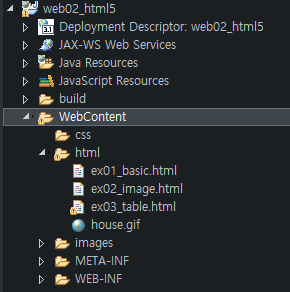 web02_html5
Deployment Descriptor: web02_html5
JAX-WS Web Services
Java Resources
JavaScript Resources
build
WebContent
css
html
ex01_basic.html
ex02_image.html
ex03_table.html
house.gif
images
META-INF
WEB-INF